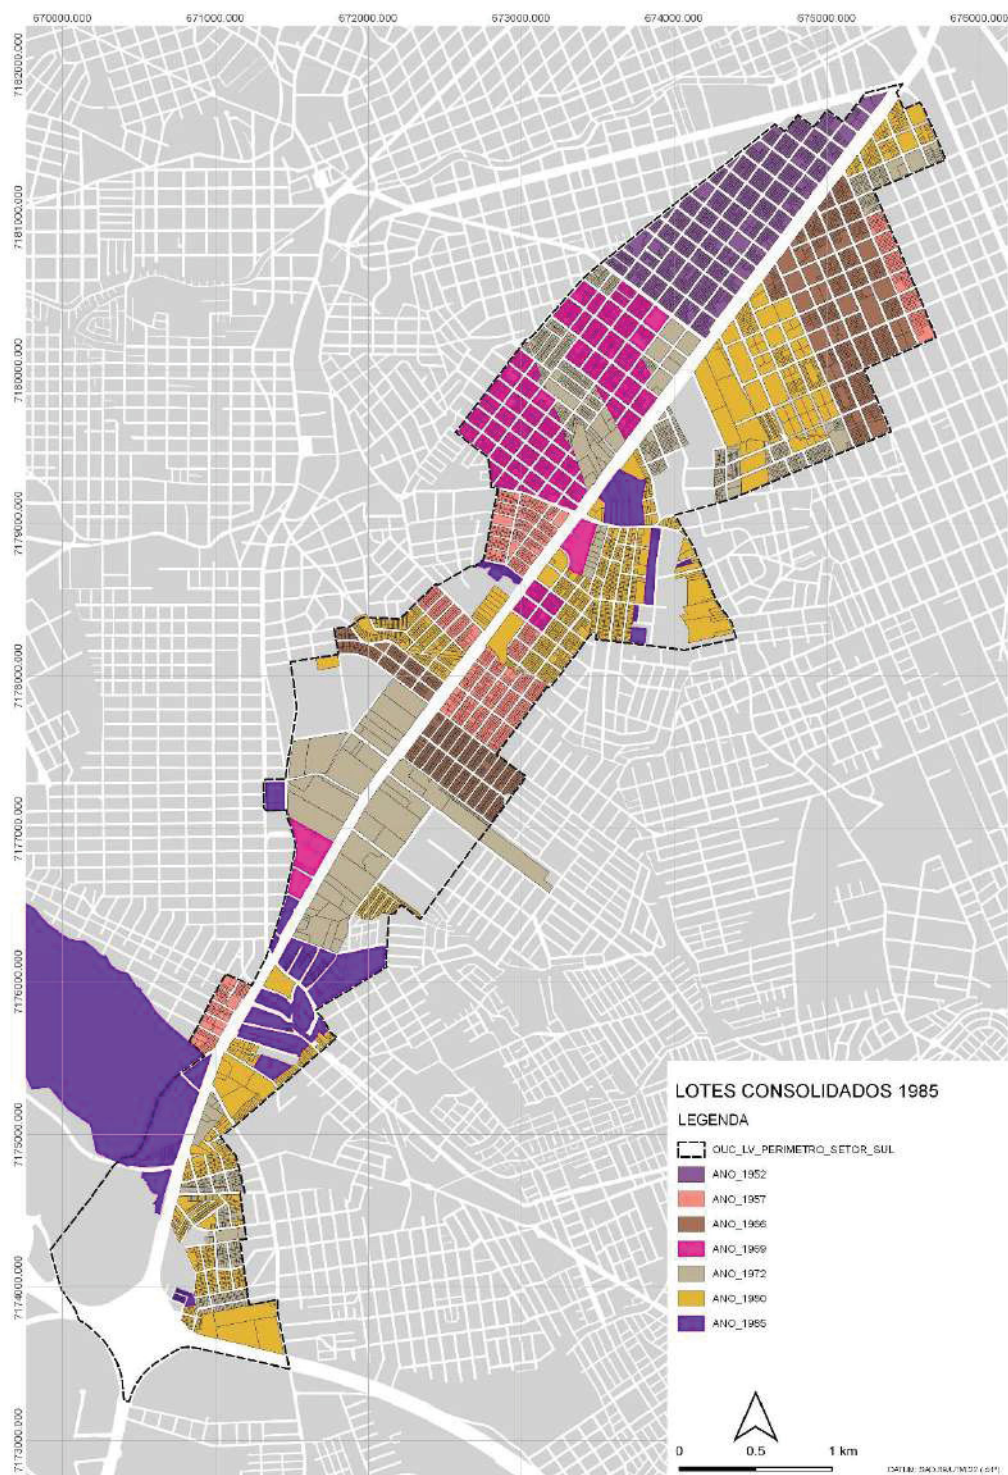 670000.000 671000.000 672000.000 673000.000 674000.000 675000.000 676000.000
7182000.000
7181000.000
7180000.000
7179000.000
7178000.000
7177000.000
7176000.000
7175000.000
7174000.000
7173000.000
LOTES CONSOLIDADOS 1985
LEGENDA
OUC_LV_PERIMETRO_SETOR_SUL
ANO_1952
ANO_1957
ANO_1966
ANO_1969
ANO_1972
ANO_1980
ANO_1985
0 0.5 1 km